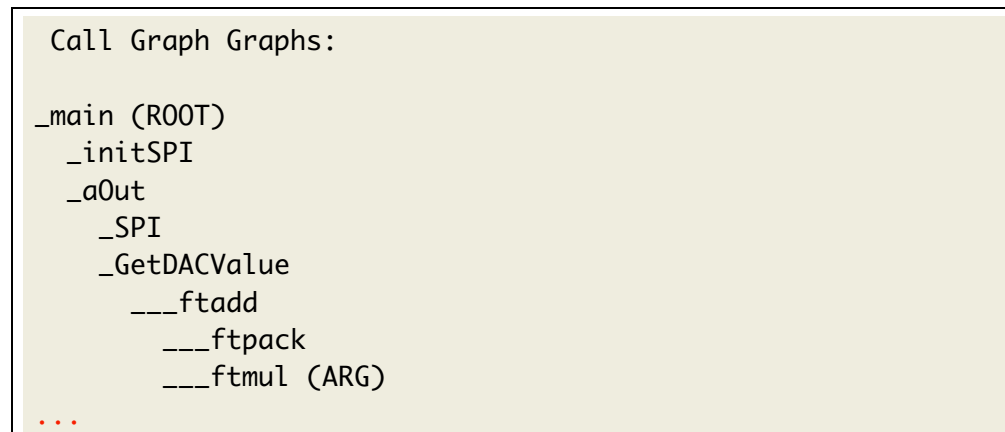 Call Graph Graphs:
_main (ROOT)
_initSPI
_aOut
_SPI
_GetDACValue
___ftadd
___ftpack
___ftmul (ARG)
...